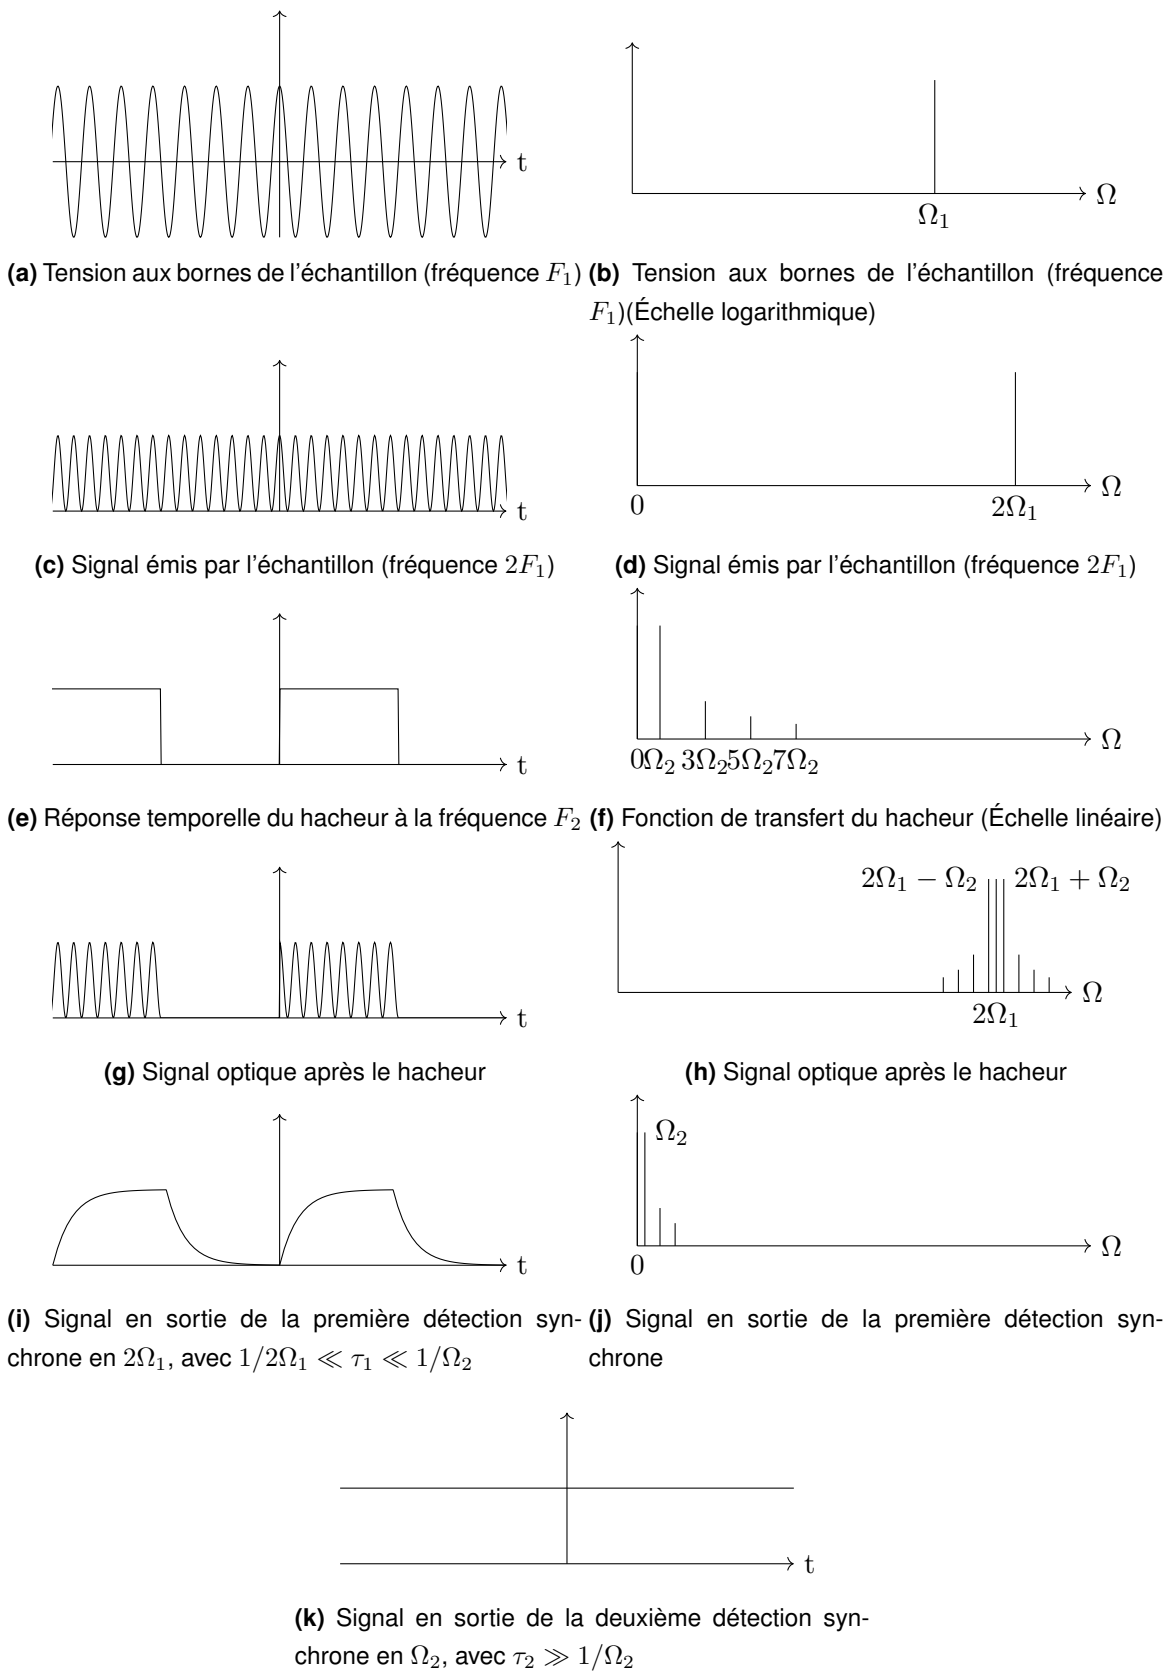 t
Ω
Ω₁
(a) Tension aux bornes de l'échantillon (fréquence F₁)
(b) Tension aux bornes de l'échantillon (fréquence
F₁)(Échelle logarithmique)
t
Ω
0
2Ω₁
(c) Signal émis par l'échantillon (fréquence 2F₁)
(d) Signal émis par l'échantillon (fréquence 2F₁)
t
Ω
0Ω₂ 3Ω₂5Ω₂7Ω₂
(e) Réponse temporelle du hacheur à la fréquence F₂
(f) Fonction de transfert du hacheur (Échelle linéaire)
2Ω₁ − Ω₂
2Ω₁ + Ω₂
t
Ω
2Ω₁
(g) Signal optique après le hacheur
(h) Signal optique après le hacheur
Ω₂
t
Ω
0
(i) Signal en sortie de la première détection syn-
chrone en 2Ω₁, avec 1/2Ω₁ ≪ τ₁ ≪ 1/Ω₂
(j) Signal en sortie de la première détection syn-
chrone
t
(k) Signal en sortie de la deuxième détection syn-
chrone en Ω₂, avec τ₂ ≫ 1/Ω₂